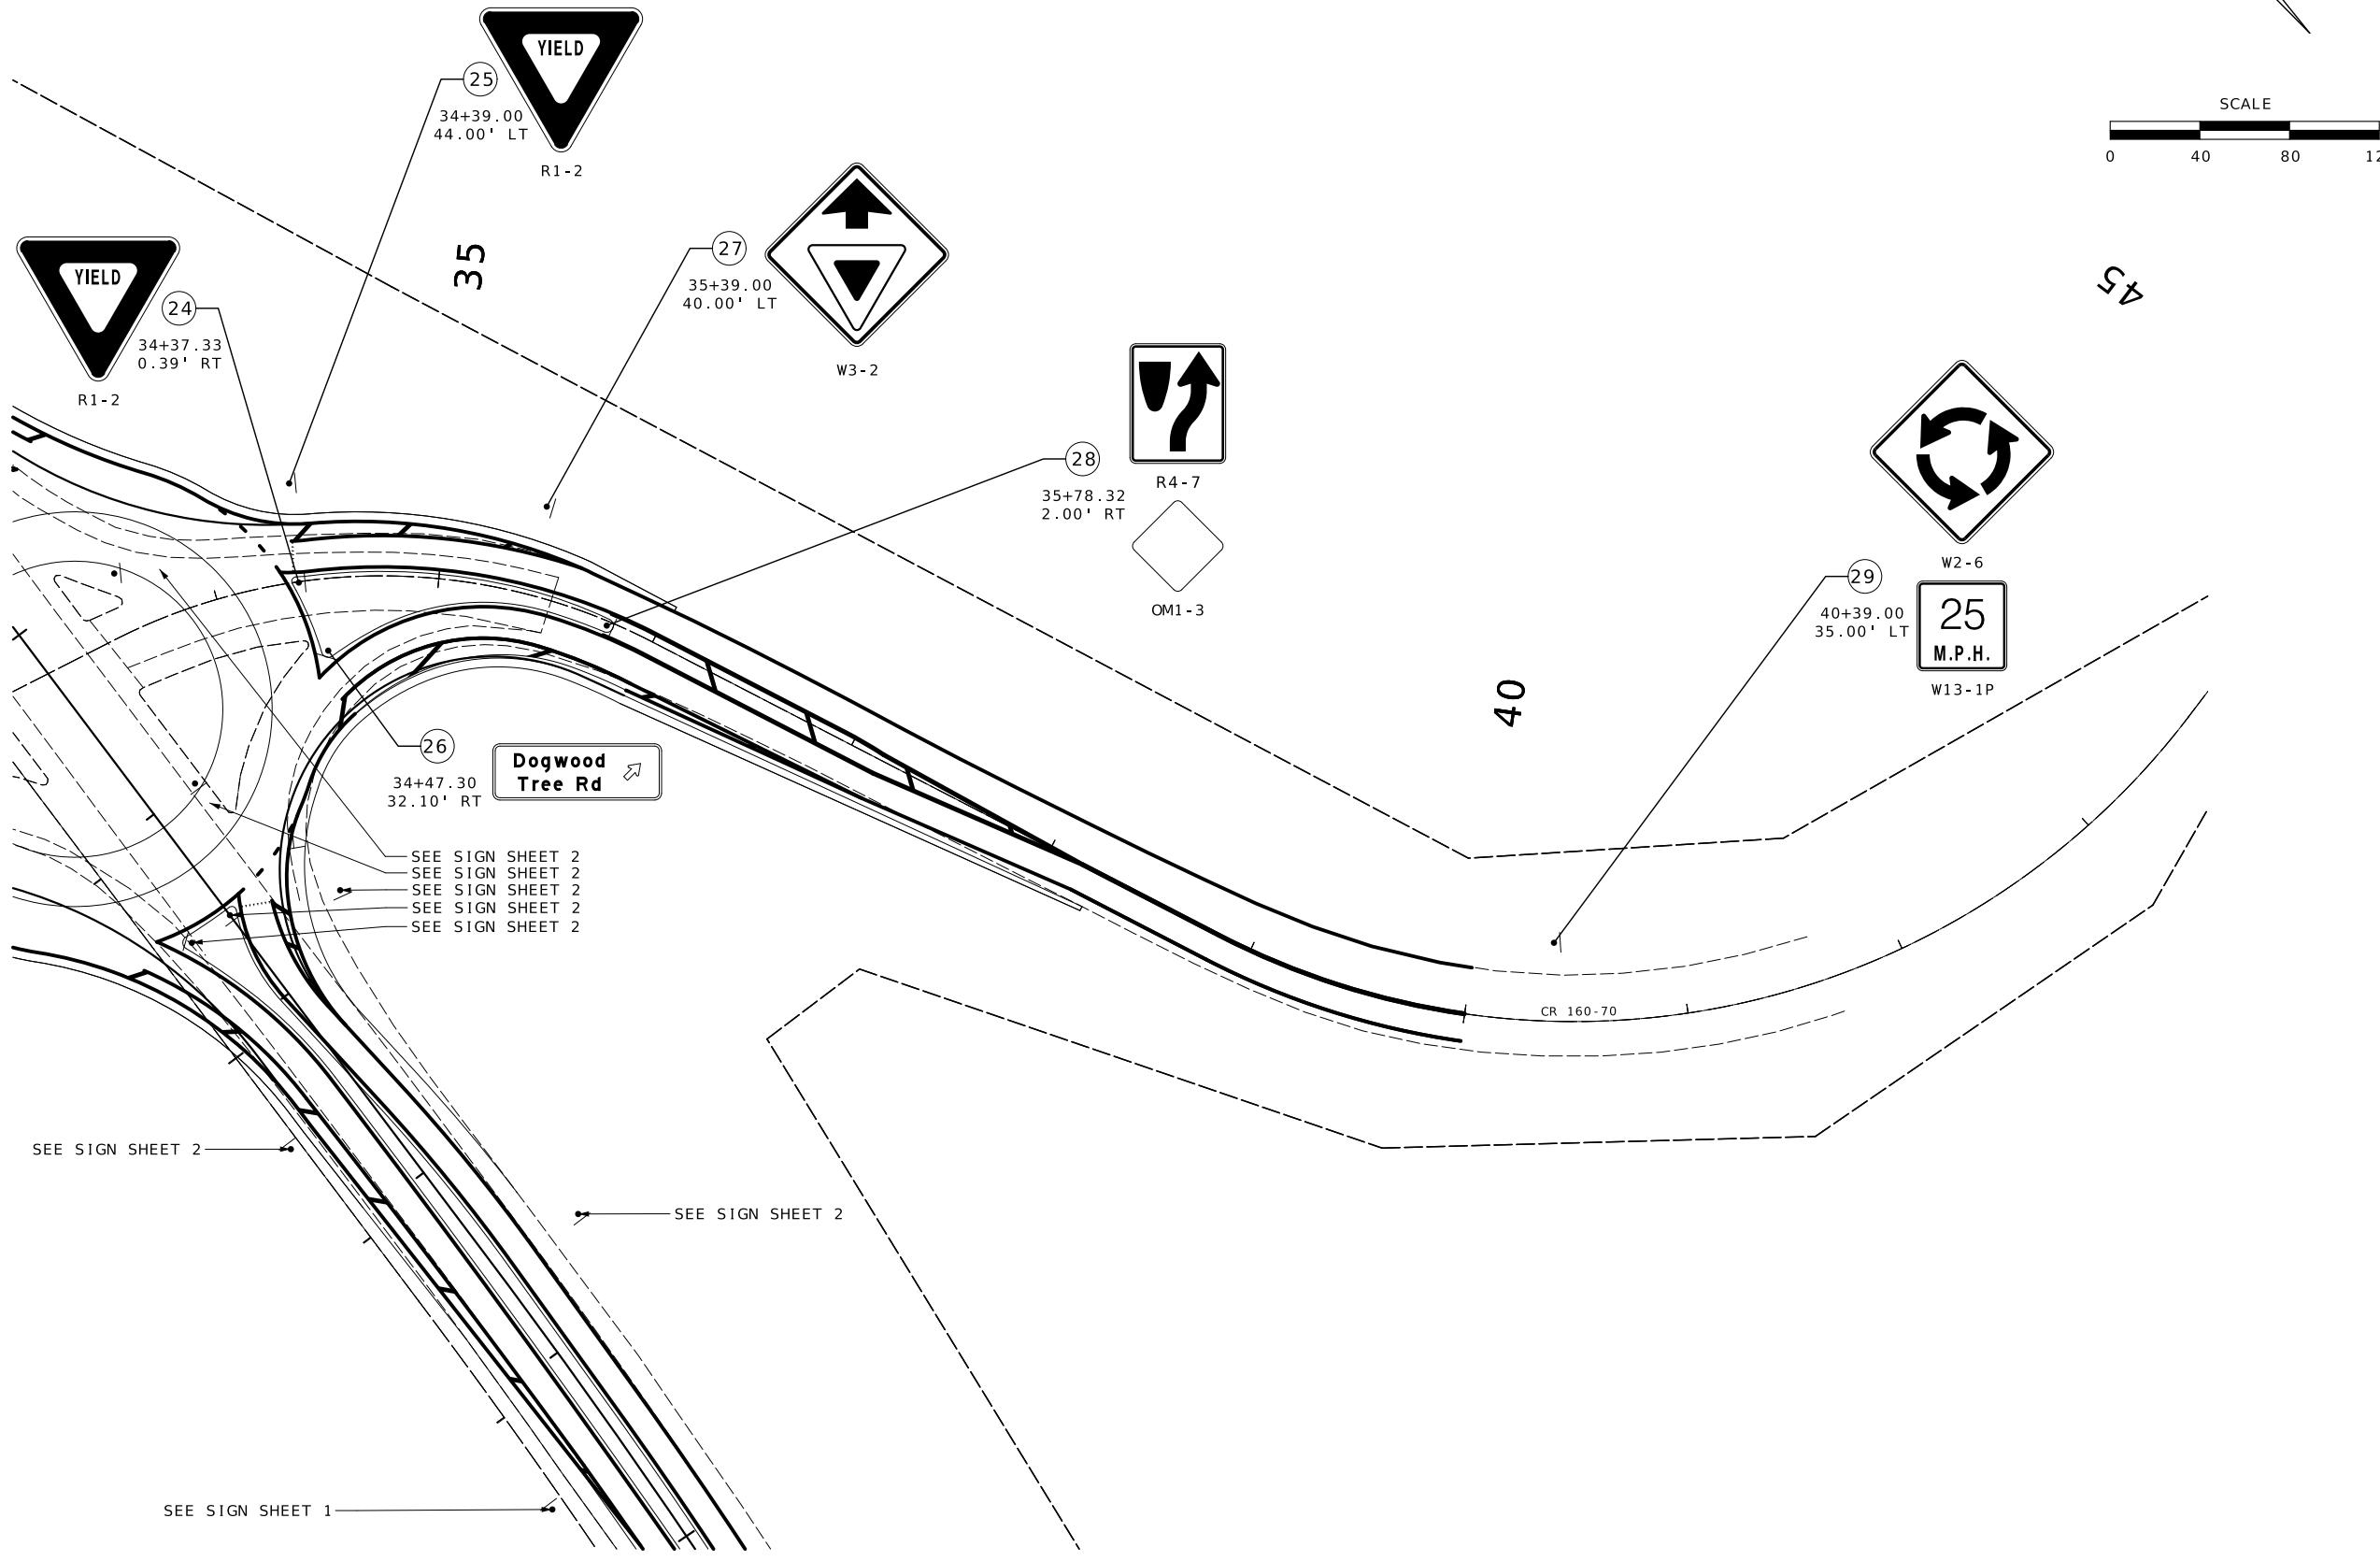 YIELD
25
34+39.00
44.00' LT
R1-2
SCALE
0 40 80 12
YIELD
24
34+37.33
0.39' RT
R1-2
35
27
35+39.00
40.00' LT
W3-2
45
28
35+78.32
2.00' RT
R4-7
OM1-3
W2-6
29
40+39.00
35.00' LT
25
M.P.H.
W13-1P
40
26
34+47.30
32.10' RT
Dogwood
Tree Rd
SEE SIGN SHEET 2
SEE SIGN SHEET 2
SEE SIGN SHEET 2
SEE SIGN SHEET 2
SEE SIGN SHEET 2
CR 160-70
SEE SIGN SHEET 2
SEE SIGN SHEET 2
SEE SIGN SHEET 1